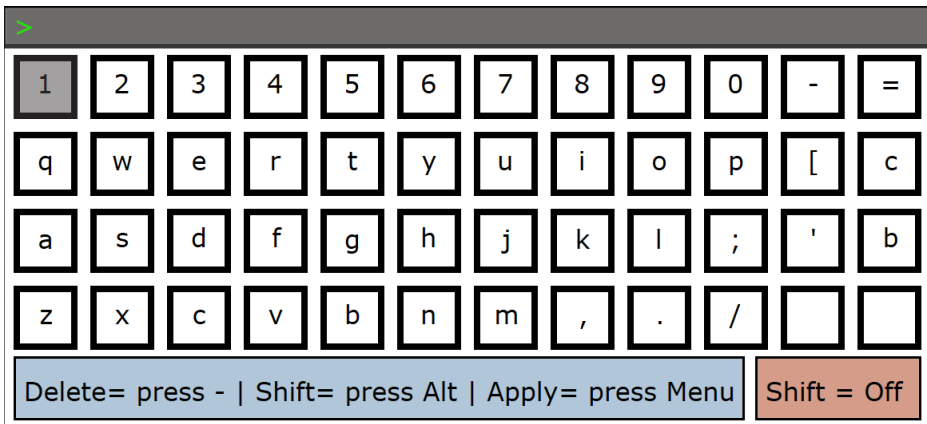 >
1 2 3 4 5 6 7 8 9 0 - =
q w e r t y u i o p [ c
a s d f g h j k l ; ' b
z x c v b n m , . /
Delete= press - | Shift= press Alt | Apply= press Menu Shift = Off